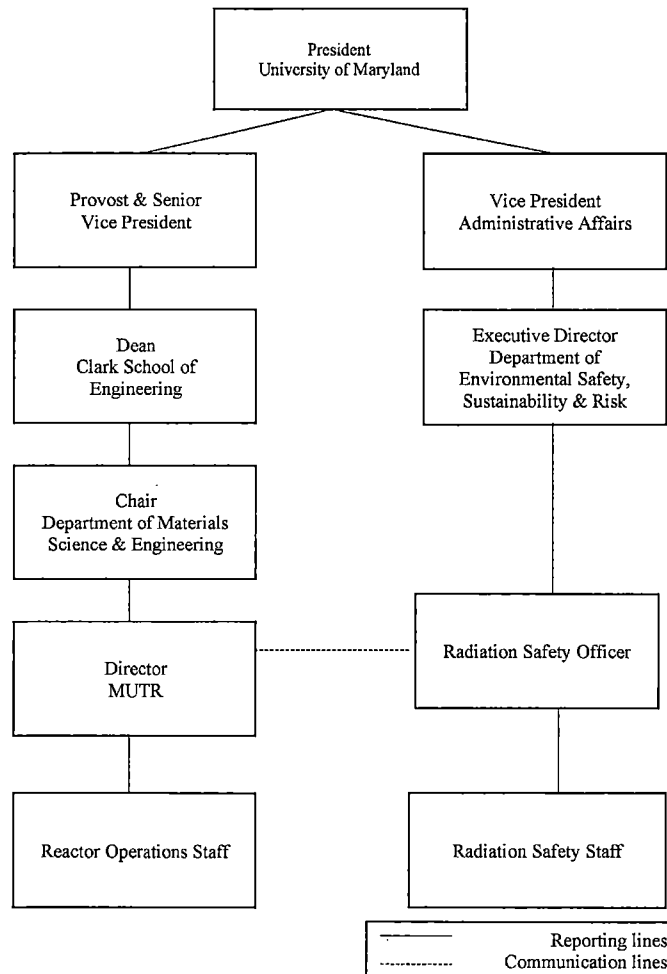 President
University of Maryland
Provost & Senior
Vice President
Vice President
Administrative Affairs
Dean
Clark School of
Engineering
Executive Director
Department of
Environmental Safety,
Sustainability & Risk
Chair
Department of Materials
Science & Engineering
Director
MUTR
Radiation Safety Officer
Reactor Operations Staff
Radiation Safety Staff
Reporting lines
Communication lines